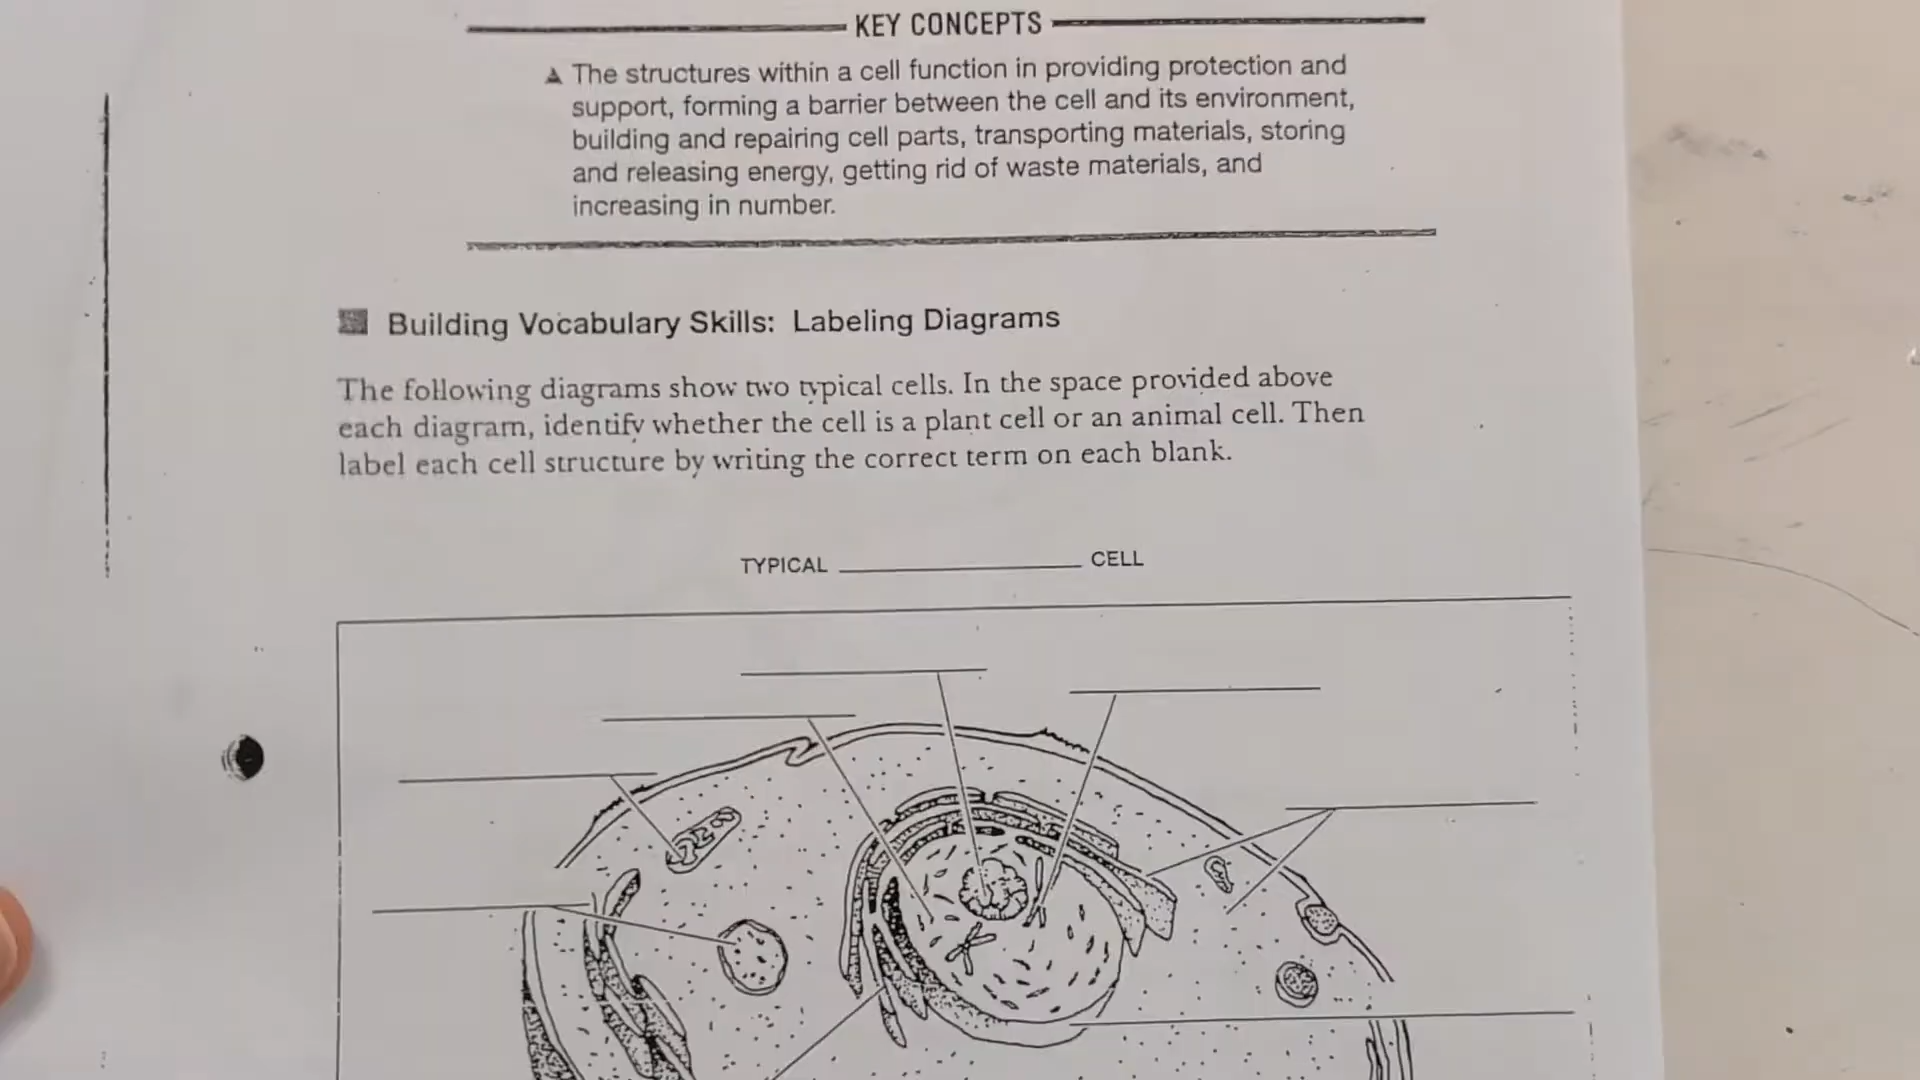 KEY CONCEPTS
The structures within a cell function in providing protection and
support, forming a barrier between the cell and its environment,
building and repairing cell parts, transporting materials, storing
and releasing energy, getting rid of waste materials, and
increasing in number.
Building Vocabulary Skills: Labeling Diagrams
The following diagrams show two typical cells. In the space provided above
each diagram, identify whether the cell is a plant cell or an animal cell. Then
label each cell structure by writing the correct term on each blank.
TYPICAL ____________ CELL